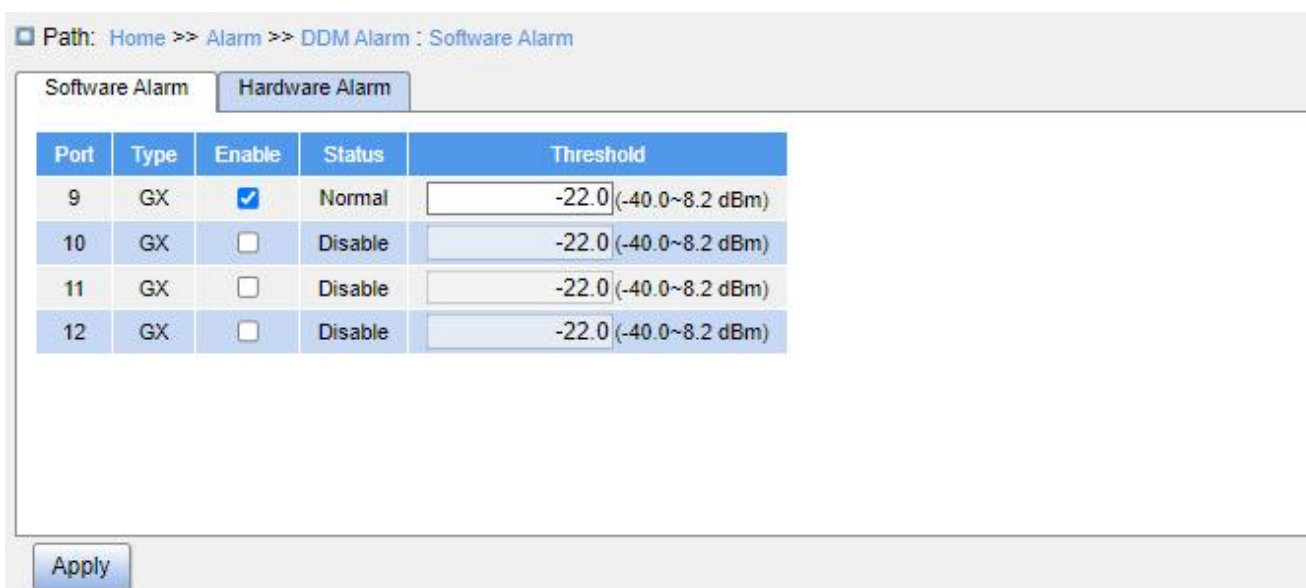 Path: Home >> Alarm >> DDM Alarm : Software Alarm
Software Alarm Hardware Alarm
Port Type Enable Status Threshold
9 GX Normal -22.0 (-40.0~8.2 dBm)
10 GX Disable -22.0 (-40.0~8.2 dBm)
11 GX Disable -22.0 (-40.0~8.2 dBm)
12 GX Disable -22.0 (-40.0~8.2 dBm)
Apply